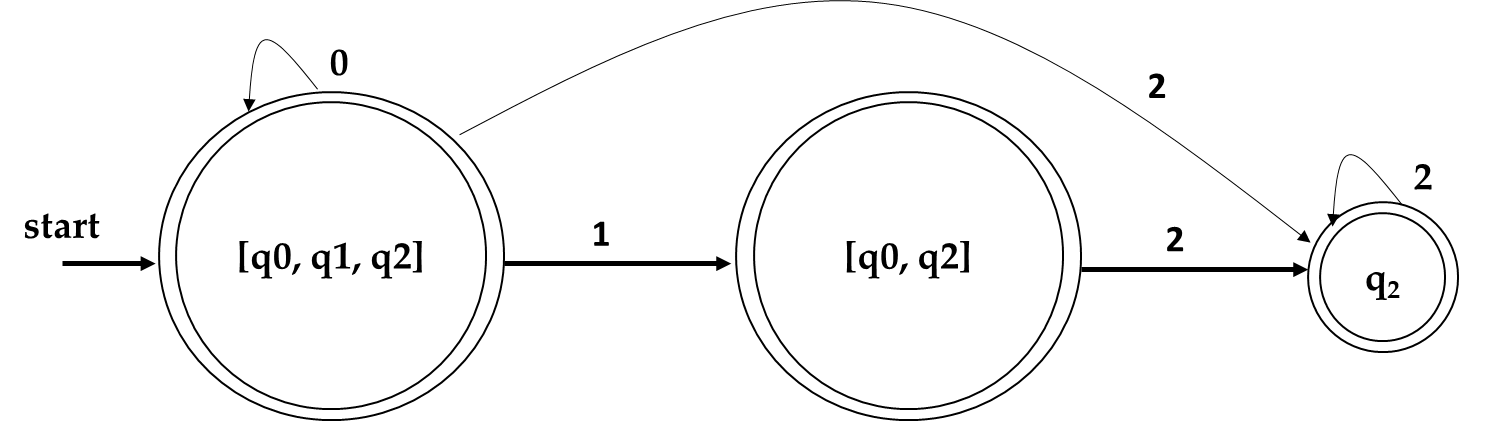 0
2
2
start
1
2
[q0, q1, q2]
[q0, q2]
q₂